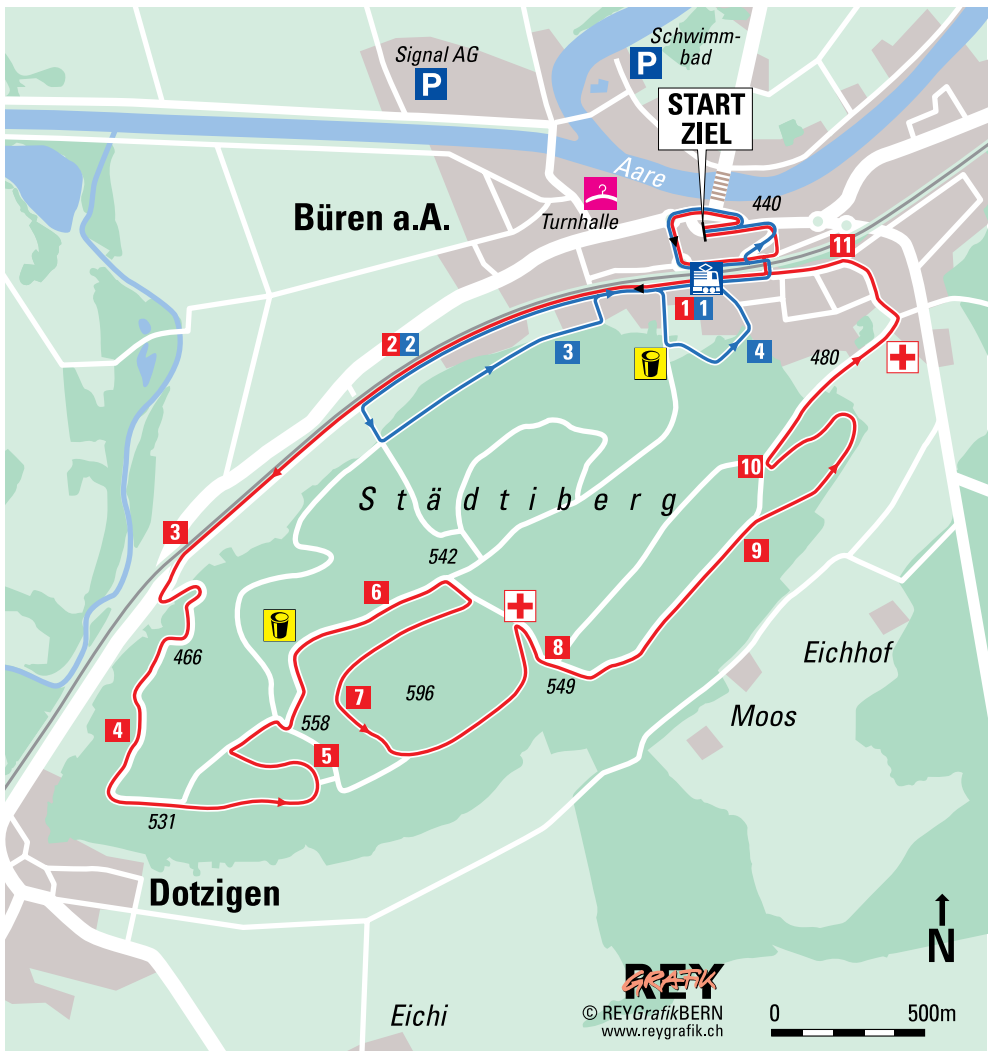 Signal AG
P
P
Schwimm-
bad
START
ZIEL
Aare
Büren a.A.
Turnhalle
440
11
1 1
2 2
3
4
480
10
Städtiberg
3
542
9
6
466
8
549
Eichhof
7
596
Moos
4
558
5
531
Dotzigen
N
Eichi
REY
GRAFIK
© REYGrafikBERN
www.reygrafik.ch
0 500m